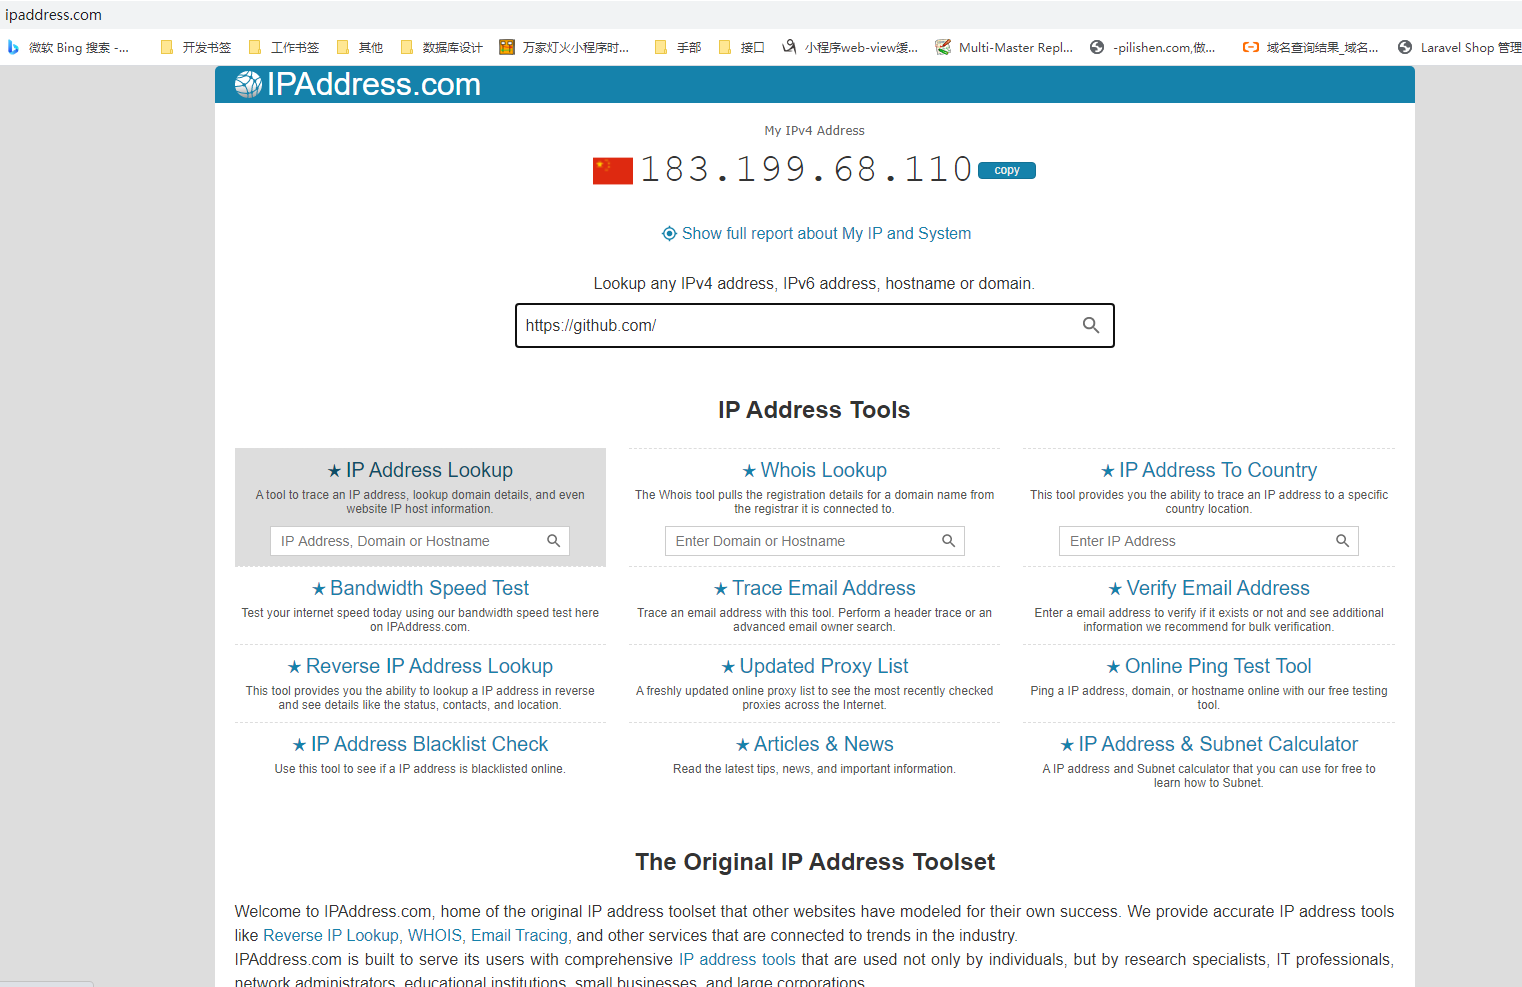 ipaddress.com
微软 Bing 搜索 -... 开发书签 工作书签 其他 数据库设计 万家灯火小程序时... 手部 接口 小程序web-view缓... Multi-Master Repl... -pilishen.com,做... 域名查询结果_域名... Laravel Shop 管理
IPAddress.com
My IPv4 Address
183.199.68.110 copy
Show full report about My IP and System
Lookup any IPv4 address, IPv6 address, hostname or domain.
https://github.com/
IP Address Tools
★ IP Address Lookup
A tool to trace an IP address, lookup domain details, and even
website IP host information.
IP Address, Domain or Hostname
★ Whois Lookup
The Whois tool pulls the registration details for a domain name from
the registrar it is connected to.
Enter Domain or Hostname
★ IP Address To Country
This tool provides you the ability to trace an IP address to a specific
country location.
Enter IP Address
★ Bandwidth Speed Test
Test your internet speed today using our bandwidth speed test here
on IPAddress.com.
★ Trace Email Address
Trace an email address with this tool. Perform a header trace or an
advanced email owner search.
★ Verify Email Address
Enter a email address to verify if it exists or not and see additional
information we recommend for bulk verification.
★ Reverse IP Address Lookup
This tool provides you the ability to lookup a IP address in reverse
and see details like the status, contacts, and location.
★ Updated Proxy List
A freshly updated online proxy list to see the most recently checked
proxies across the Internet.
★ Online Ping Test Tool
Ping a IP address, domain, or hostname online with our free testing
tool.
★ IP Address Blacklist Check
Use this tool to see if a IP address is blacklisted online.
★ Articles & News
Read the latest tips, news, and important information.
★ IP Address & Subnet Calculator
A IP address and Subnet calculator that you can use for free to
learn how to Subnet.
The Original IP Address Toolset
Welcome to IPAddress.com, home of the original IP address toolset that other websites have modeled for their own success. We provide accurate IP address tools
like Reverse IP Lookup, WHOIS, Email Tracing, and other services that are connected to trends in the industry.
IPAddress.com is built to serve its users with comprehensive IP address tools that are used not only by individuals, but by research specialists, IT professionals,
network administrators, educational institutions, small businesses, and large corporations.